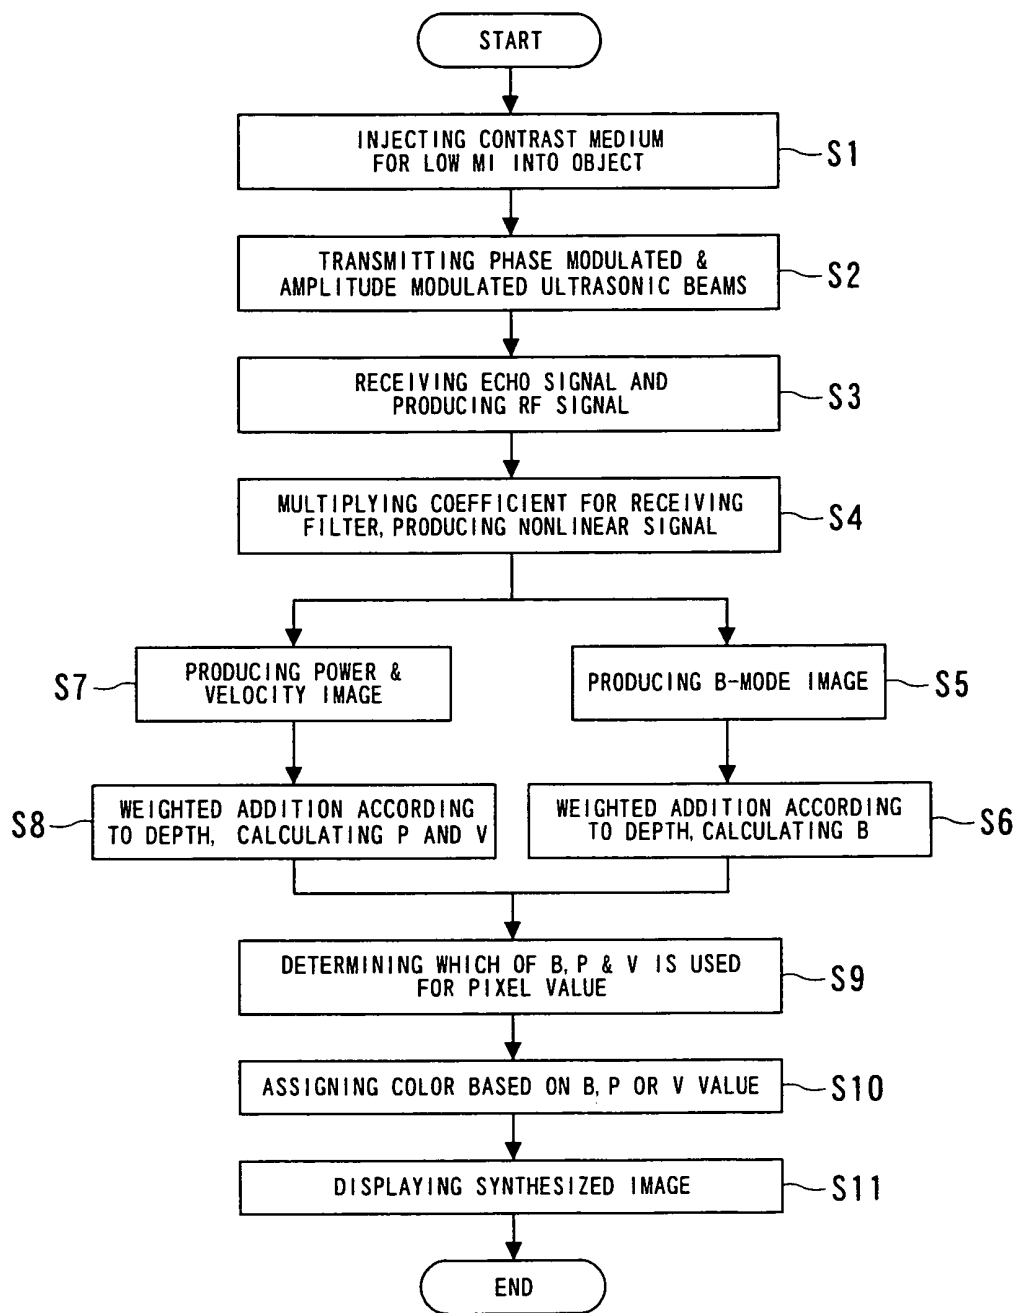 START
INJECTING CONTRAST MEDIUM
FOR LOW MI INTO OBJECT
S1
TRANSMITTING PHASE MODULATED &
AMPLITUDE MODULATED ULTRASONIC BEAMS
S2
RECEIVING ECHO SIGNAL AND
PRODUCING RF SIGNAL
S3
MULTIPLYING COEFFICIENT FOR RECEIVING
FILTER, PRODUCING NONLINEAR SIGNAL
S4
S7
PRODUCING POWER &
VELOCITY IMAGE
PRODUCING B-MODE IMAGE
S5
S8
WEIGHTED ADDITION ACCORDING
TO DEPTH, CALCULATING P AND V
WEIGHTED ADDITION ACCORDING
TO DEPTH, CALCULATING B
S6
DETERMINING WHICH OF B, P & V IS USED
FOR PIXEL VALUE
S9
ASSIGNING COLOR BASED ON B, P OR V VALUE
S10
DISPLAYING SYNTHESIZED IMAGE
S11
END